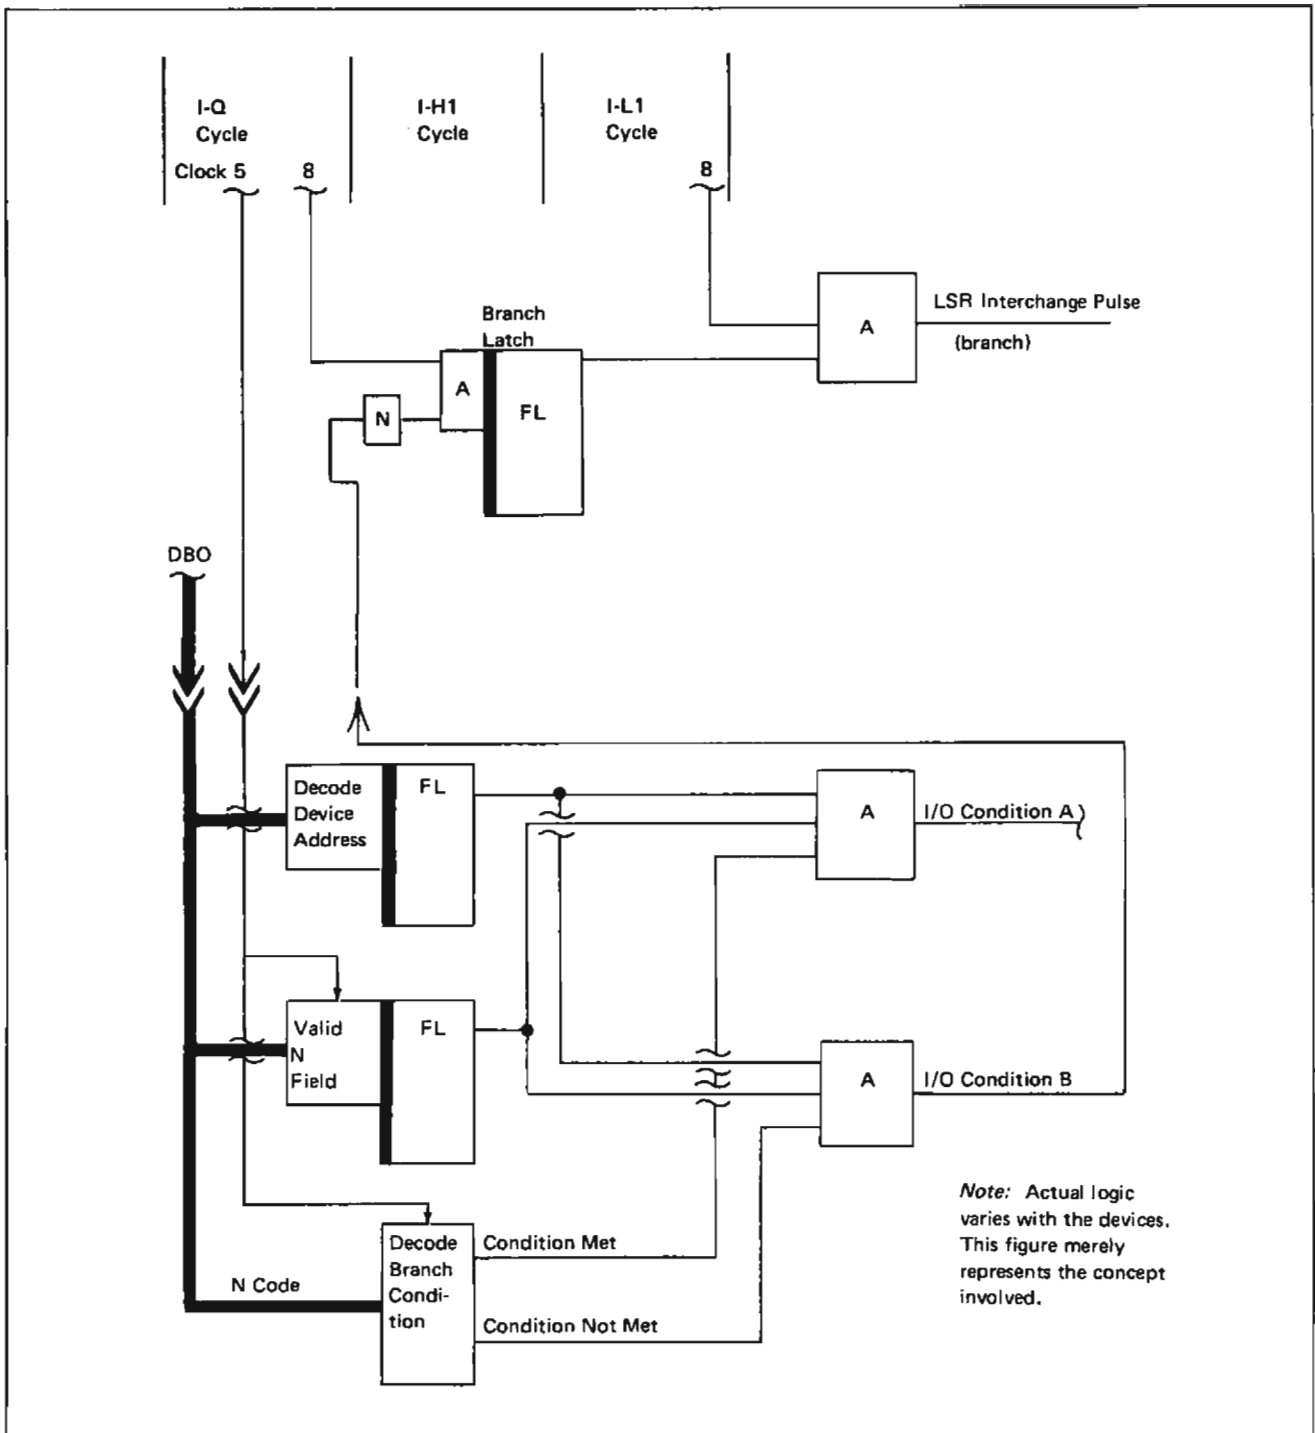 I-Q
Cycle
I-H1
Cycle
I-L1
Cycle
Clock 5
8
8
Branch
Latch
A
FL
N
A
LSR Interchange Pulse
(branch)
DBO
Decode
Device
Address
FL
A
I/O Condition A
Valid
N
Field
FL
A
I/O Condition B
Decode
Branch
Condi-
tion
N Code
Condition Met
Condition Not Met
Note: Actual logic
varies with the devices.
This figure merely
represents the concept
involved.